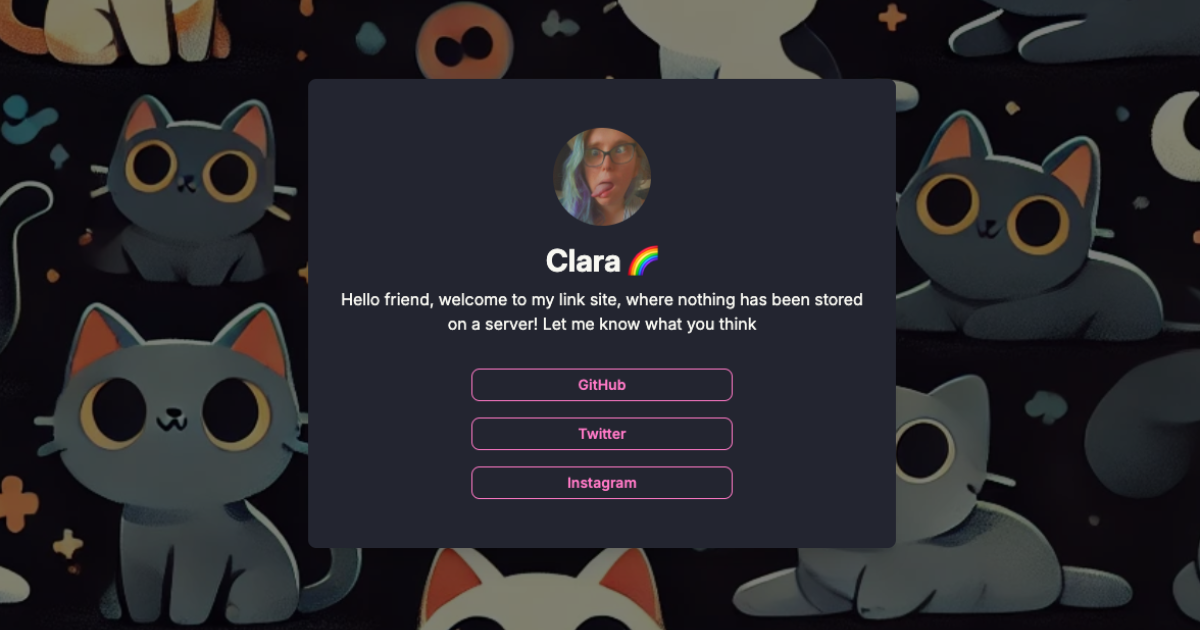 Clara 🌈
Hello friend, welcome to my link site, where nothing has been stored
on a server! Let me know what you think
GitHub
Twitter
Instagram